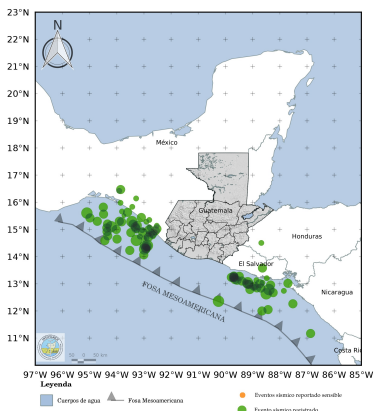 N
23°N
22°N
21°N
20°N
19°N
18°N
17°N
16°N
15°N
14°N
13°N
12°N
11°N
México
Guatemala
Honduras
El Salvador
Nicaragua
Costa Ric
FOSA MESOAMERICANA
97°W 96°W 95°W 94°W 93°W 92°W 91°W 90°W 89°W 88°W 87°W 86°W 85°W
Leyenda
Cuerpos de agua
Fosa Mesoamericana
Eventos sísmico reportado sensible
Evento sísmico registrado